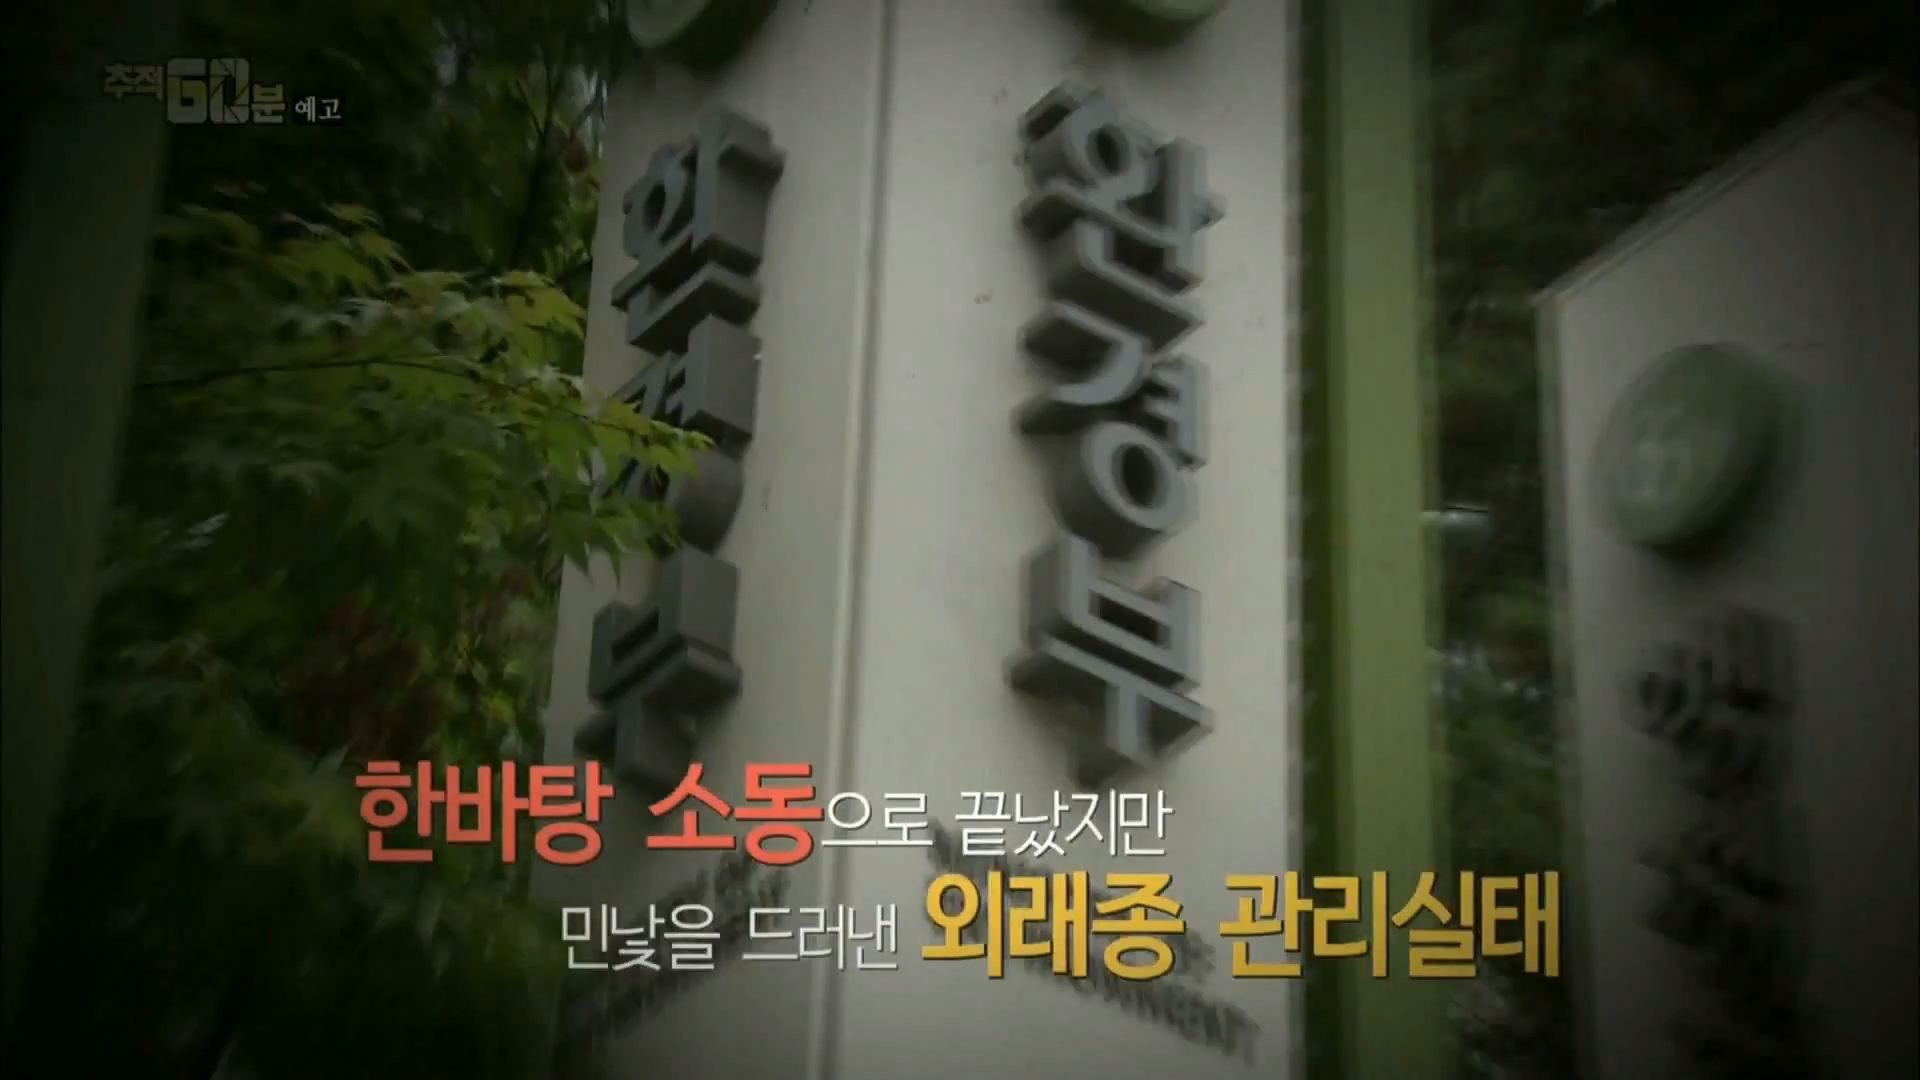 추적60분 예고
환경부
환경부
한바탕 소동으로 끝났지만
민낯을 드러낸 외래종 관리실태